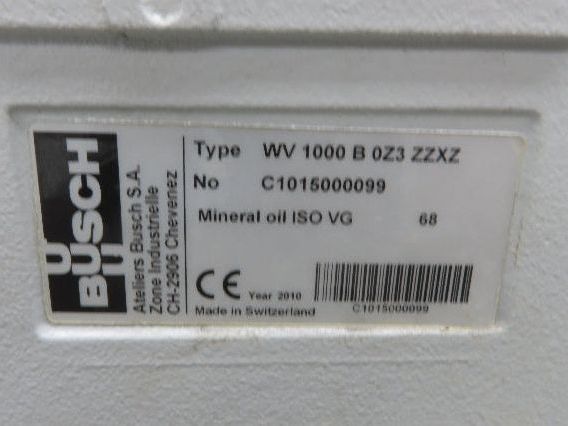 BUSCH
Ateliers Busch S.A.
Zone Industrielle
CH-2906 Chevenez
Type WV 1000 B 0Z3 ZZXZ
No C1015000099
Mineral oil ISO VG 68
CE Year 2010
Made in Switzerland
C1015000099